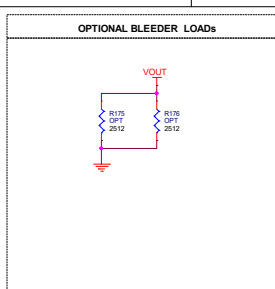 OPTIONAL BLEEDER LOADs
VOUT
R175
OPT
2512
R176
OPT
2512